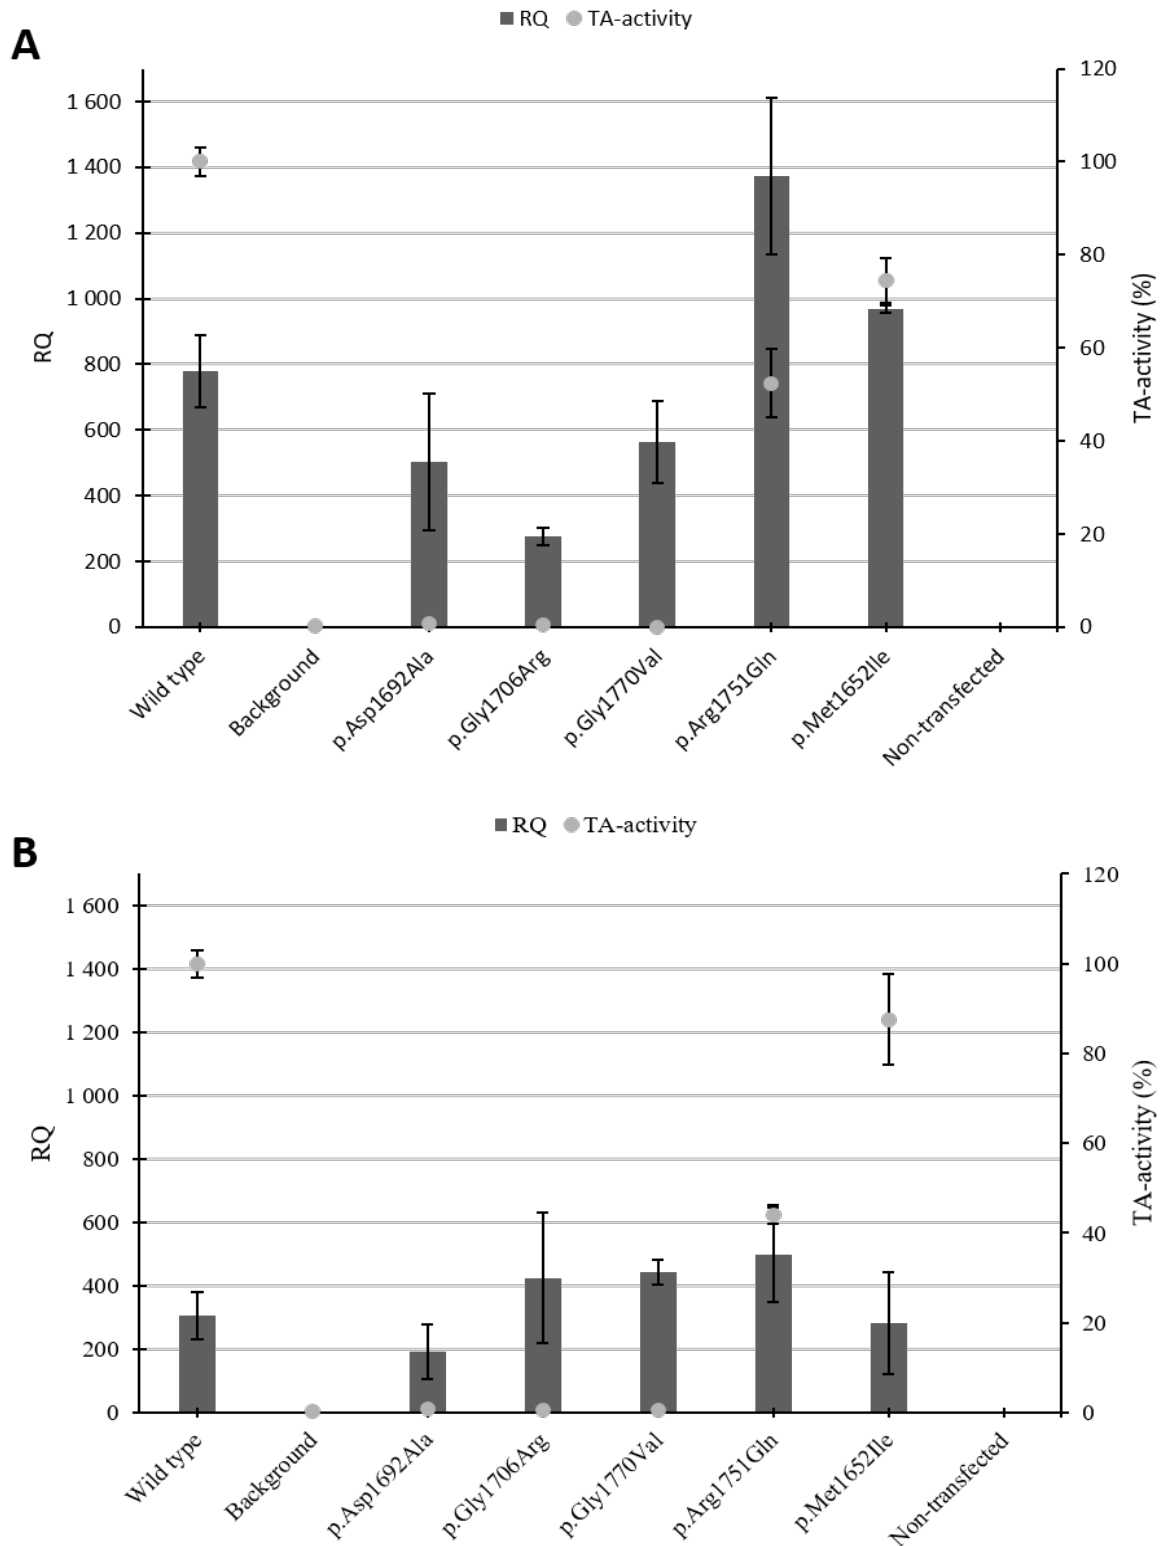 RQ TA-activity
A
1 600
1 400
1 200
1 000
800
600
400
200
0
RQ
120
100
80
60
40
20
0
TA-activity (%)
Wild type
Background
p.Asp1692Ala
p.Gly1706Arg
p.Gly1770Val
p.Arg1751Gln
p.Met1652Ile
Non-transfected
RQ TA-activity
B
1 600
1 400
1 200
1 000
800
600
400
200
0
RQ
120
100
80
60
40
20
0
TA-activity (%)
Wild type
Background
p.Asp1692Ala
p.Gly1706Arg
p.Gly1770Val
p.Arg1751Gln
p.Met1652Ile
Non-transfected